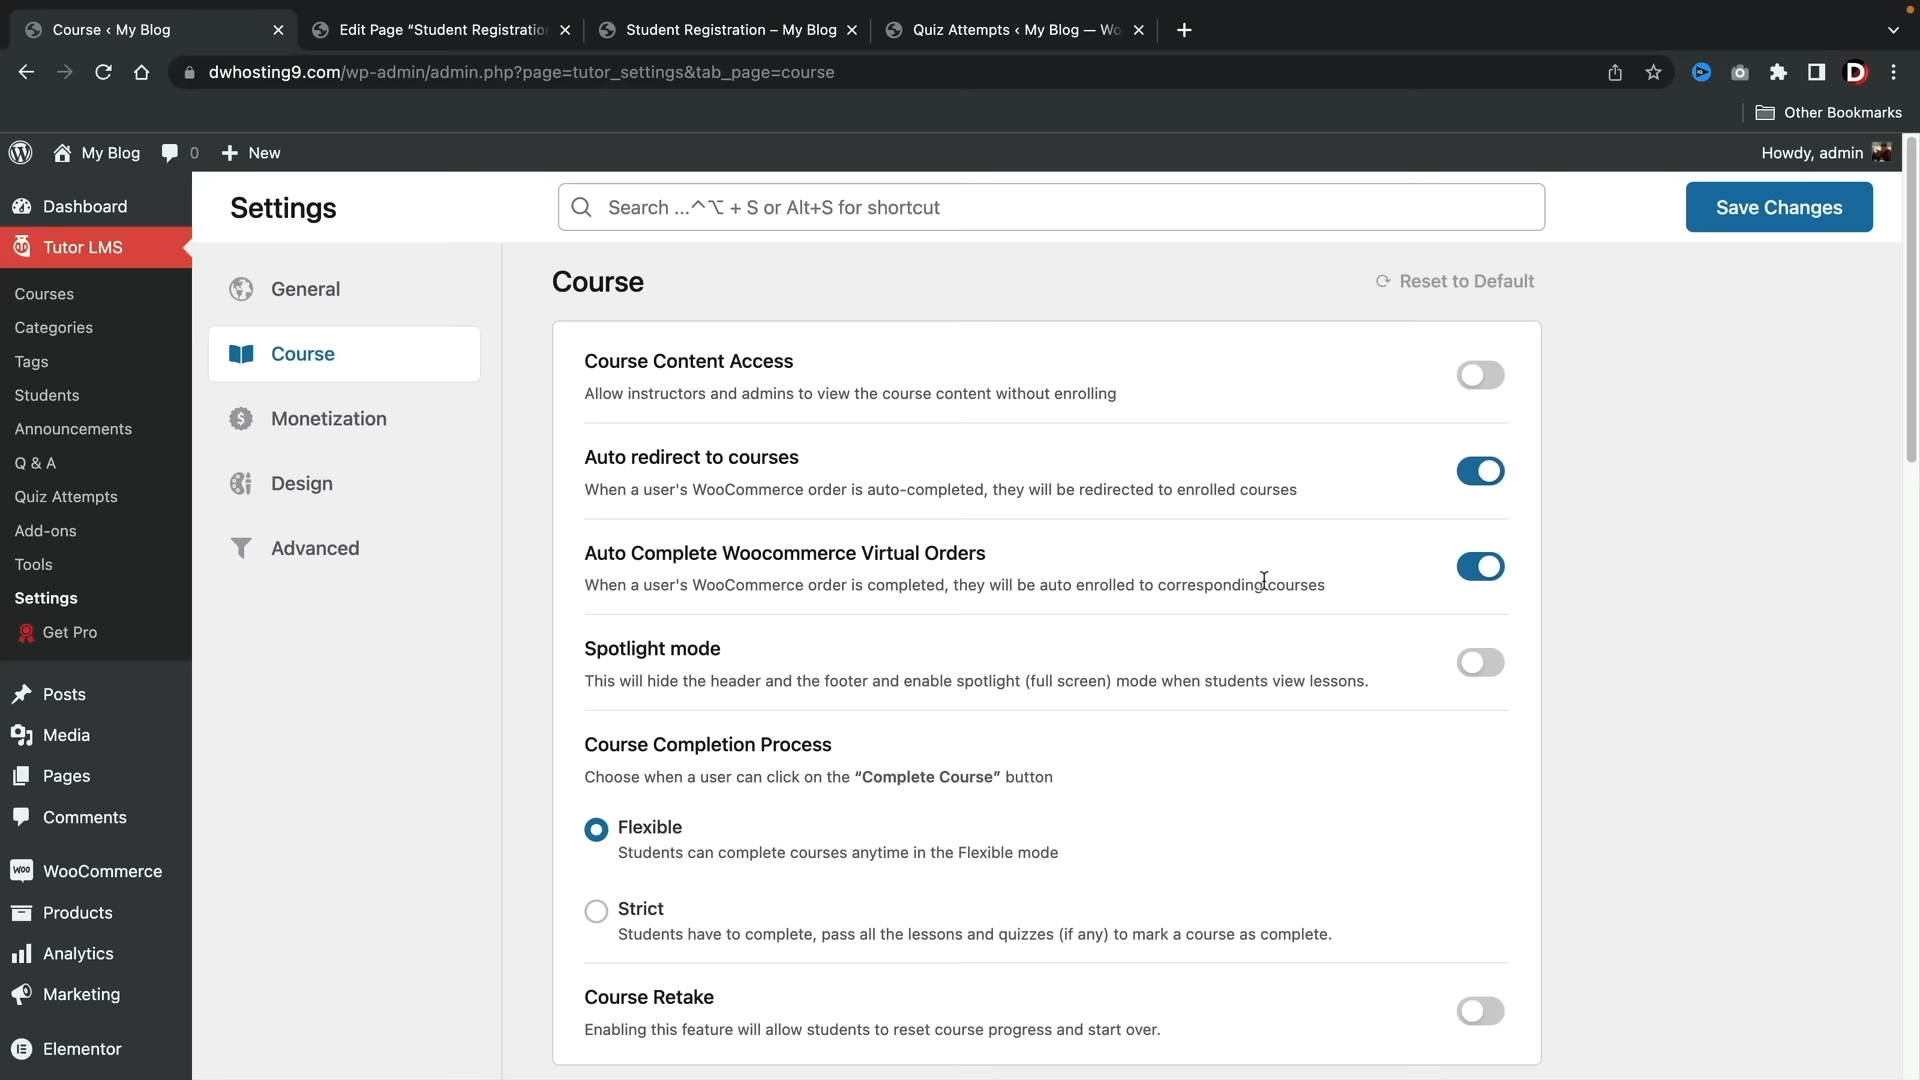 Course ‹ My Blog
Edit Page “Student Registratio
Student Registration – My Blog
Quiz Attempts ‹ My Blog — Wo
dwhosting9.com/wp-admin/admin.php?page=tutor_settings&tab_page=course
Other Bookmarks
My Blog
0
New
Howdy, admin
Dashboard
Tutor LMS
Courses
Categories
Tags
Students
Announcements
Q & A
Quiz Attempts
Add-ons
Tools
Settings
Get Pro
Posts
Media
Pages
Comments
WooCommerce
Products
Analytics
Marketing
Elementor
Settings
Search ...^⌥ + S or Alt+S for shortcut
Save Changes
General
Course
Monetization
Design
Advanced
Course
Reset to Default
Course Content Access
Allow instructors and admins to view the course content without enrolling
Auto redirect to courses
When a user's WooCommerce order is auto-completed, they will be redirected to enrolled courses
Auto Complete Woocommerce Virtual Orders
When a user's WooCommerce order is completed, they will be auto enrolled to corresponding courses
Spotlight mode
This will hide the header and the footer and enable spotlight (full screen) mode when students view lessons.
Course Completion Process
Choose when a user can click on the “Complete Course” button
Flexible
Students can complete courses anytime in the Flexible mode
Strict
Students have to complete, pass all the lessons and quizzes (if any) to mark a course as complete.
Course Retake
Enabling this feature will allow students to reset course progress and start over.